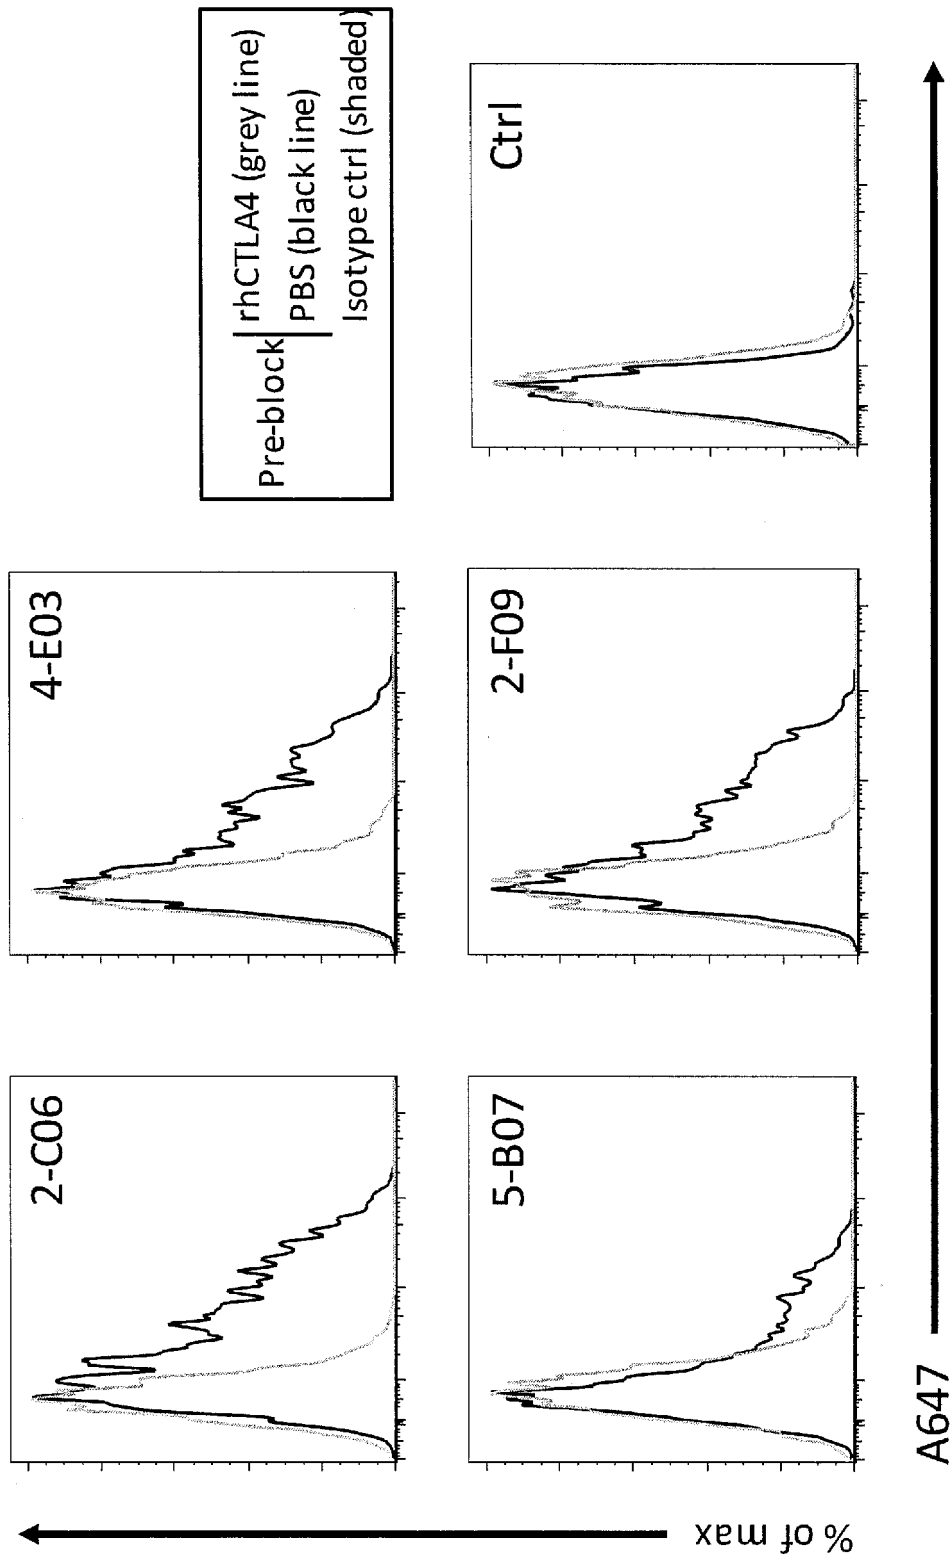 2-C06
4-E03
Pre-block
rhCTLA4 (grey line)
PBS (black line)
Isotype ctrl (shaded)
5-B07
2-F09
Ctrl
% of max
A647